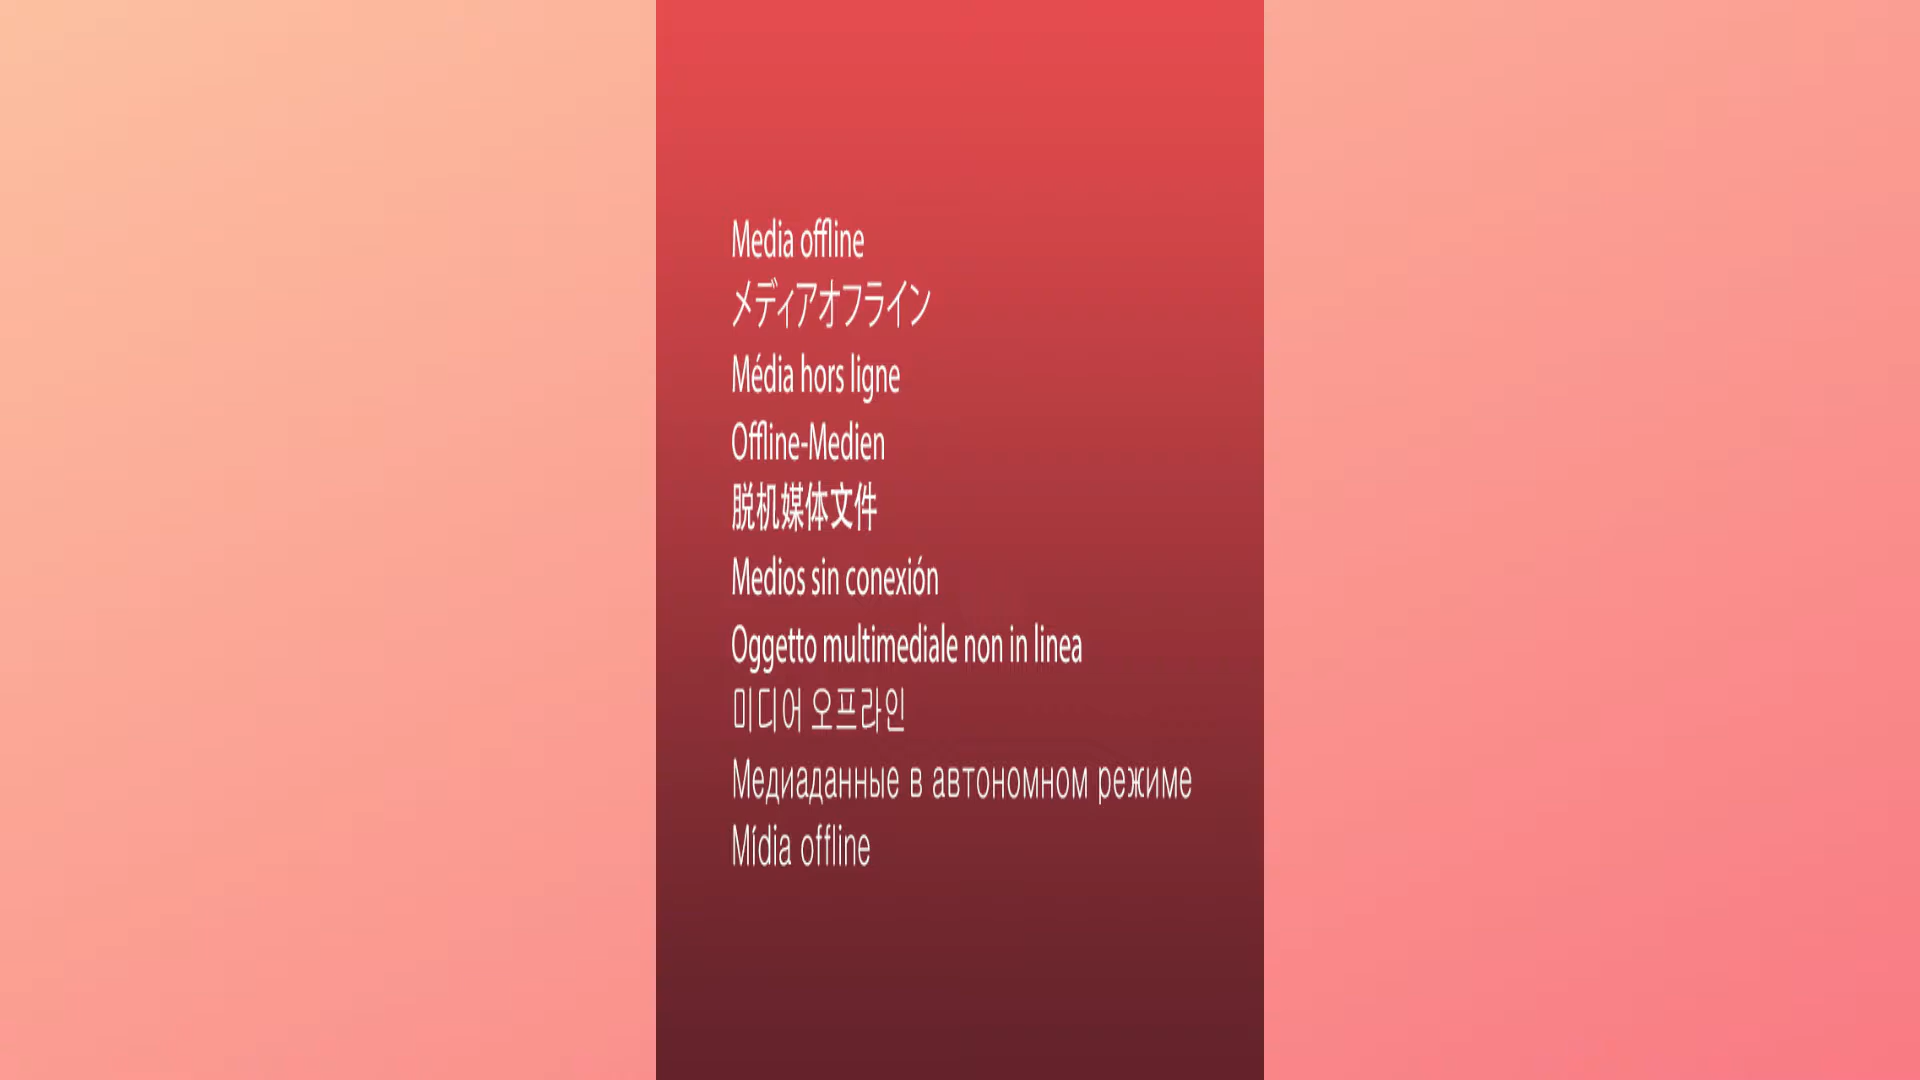 Media offline
メディアオフライン
Média hors ligne
Offline-Medien
脱机媒体文件
Medios sin conexión
Oggetto multimediale non in linea
미디어 오프라인
Медиаданные в автономном режиме
Mídia offline